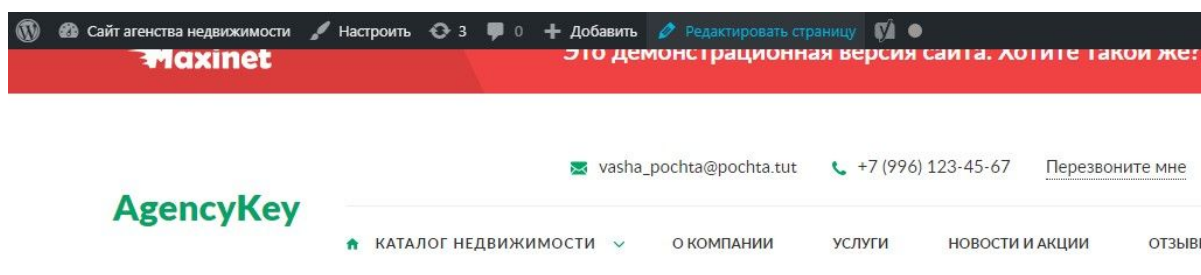 Сайт агенства недвижимости Настроить 3 0 Добавить Редактировать страницу
Maxinet Это демонстрационная версия сайта. Хотите такой же?
vasha_pochta@pochta.tut +7 (996) 123-45-67 Перезвоните мне
AgencyKey
КАТАЛОГ НЕДВИЖИМОСТИ О КОМПАНИИ УСЛУГИ НОВОСТИ И АКЦИИ